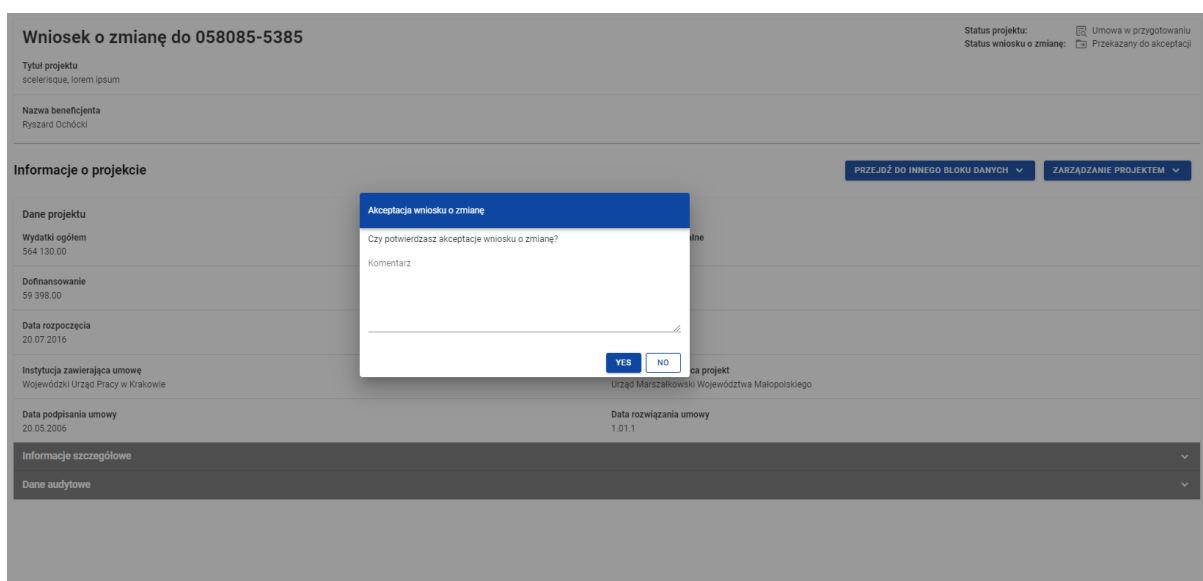 Wniosek o zmianę do 058085-5385
Status projektu: Umowa w przygotowaniu
Status wniosku o zmianę: Przekazany do akceptacji
Tytuł projektu
scelerisque, lorem ipsum
Nazwa beneficjenta
Ryszard Ochócki
Informacje o projekcie
PRZEJDŹ DO INNEGO BLOKU DANYCH
ZARZĄDZANIE PROJEKTEM
Dane projektu
Wydatki ogółem
564 130.00
Dofinansowanie
59 398.00
Data rozpoczęcia
20.07.2016
Akceptacja wniosku o zmianę
Czy potwierdzasz akceptacje wniosku o zmianę?
Komentarz
YES NO
Instytucja zawierająca umowę
Wojewódzki Urząd Pracy w Krakowie
projekt
Urząd Marszałkowski Województwa Małopolskiego
Data podpisania umowy
20.05.2006
Data rozwiązania umowy
1.01.1
Informacje szczegółowe
Dane audytowe